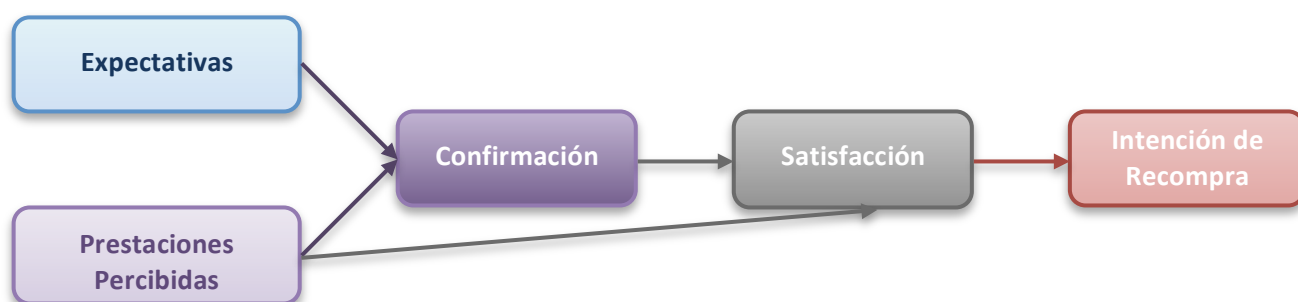 Expectativas
Confirmación
Satisfacción
Intención de
Recompra
Prestaciones
Percibidas